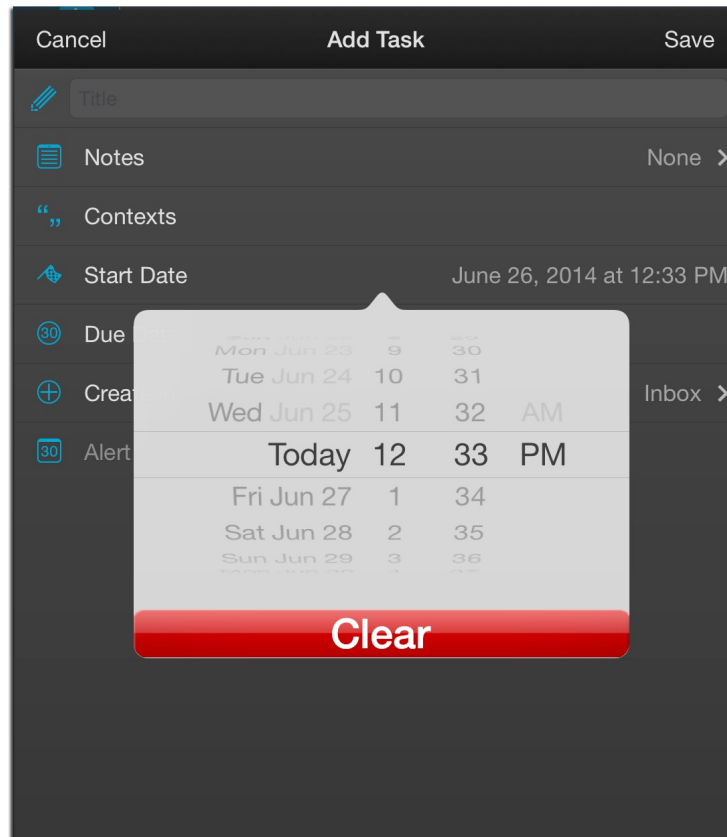 Cancel Add Task Save
Title
Notes None
“„ Contexts
Start Date June 26, 2014 at 12:33 PM
30 Due
Mon Jun 23 9 30
Tue Jun 24 10 31
Crea Inbox
Wed Jun 25 11 32 AM
30 Alert Today 12 33 PM
Fri Jun 27 1 34
Sat Jun 28 2 35
Sun Jun 29 3 36
Clear